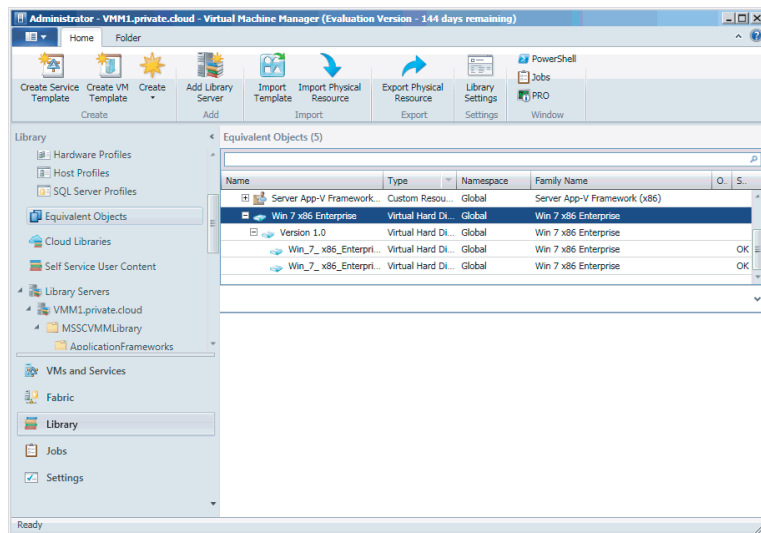 Administrator - VMM1.private.cloud - Virtual Machine Manager (Evaluation Version - 144 days remaining)
Home Folder
Create Service Template
Create VM Template
Create
Add Library Server
Import Template
Import Physical Resource
Export Physical Resource
Library Settings
PowerShell
Jobs
PRO
Create Add Import Export Settings Window
Library
Hardware Profiles
Host Profiles
SQL Server Profiles
Equivalent Objects
Cloud Libraries
Self Service User Content
Library Servers
VMM1.private.cloud
MSSCVMMLibrary
ApplicationFrameworks
VMs and Services
Fabric
Library
Jobs
Settings
Equivalent Objects (5)
Name Type Namespace Family Name O.. S..
Server App-V Framework... Custom Resou... Global Server App-V Framework (x86)
Win 7 x86 Enterprise Virtual Hard Di... Global Win 7 x86 Enterprise
Version 1.0 Virtual Hard Di... Global Win 7 x86 Enterprise
Win_7_ x86_Enterpri... Virtual Hard Di... Global Win 7 x86 Enterprise OK
Win_7_ x86_Enterpri... Virtual Hard Di... Global Win 7 x86 Enterprise OK
Ready